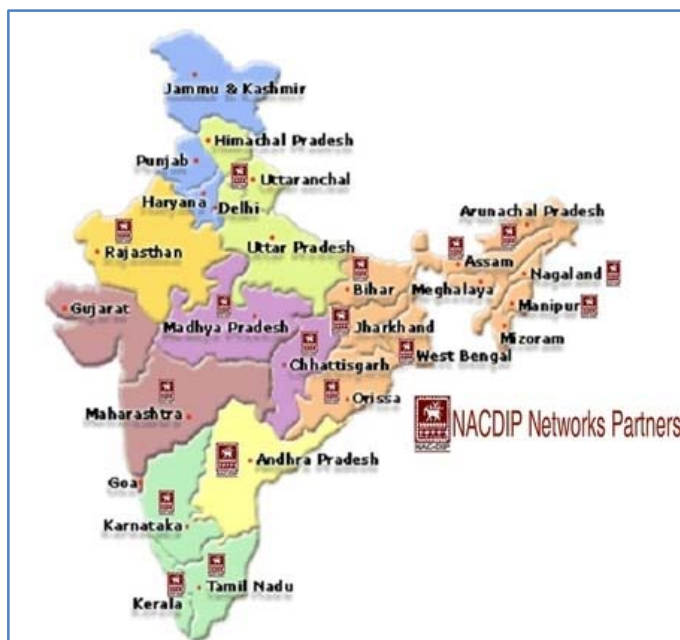 Jammu & Kashmir
Himachal Pradesh
Punjab
Uttaranchal
Haryana
Delhi
Arunachal Pradesh
Rajasthan
Uttar Pradesh
Assam
Nagaland
Bihar
Meghalaya
Gujarat
Manipur
Madhya Pradesh
Jharkhand
Mizoram
Chhattisgarh
West Bengal
Orissa
Maharashtra
NACDIP Networks Partners
NAC-DIP
Andhra Pradesh
Goa
Karnataka
Tamil Nadu
Kerala